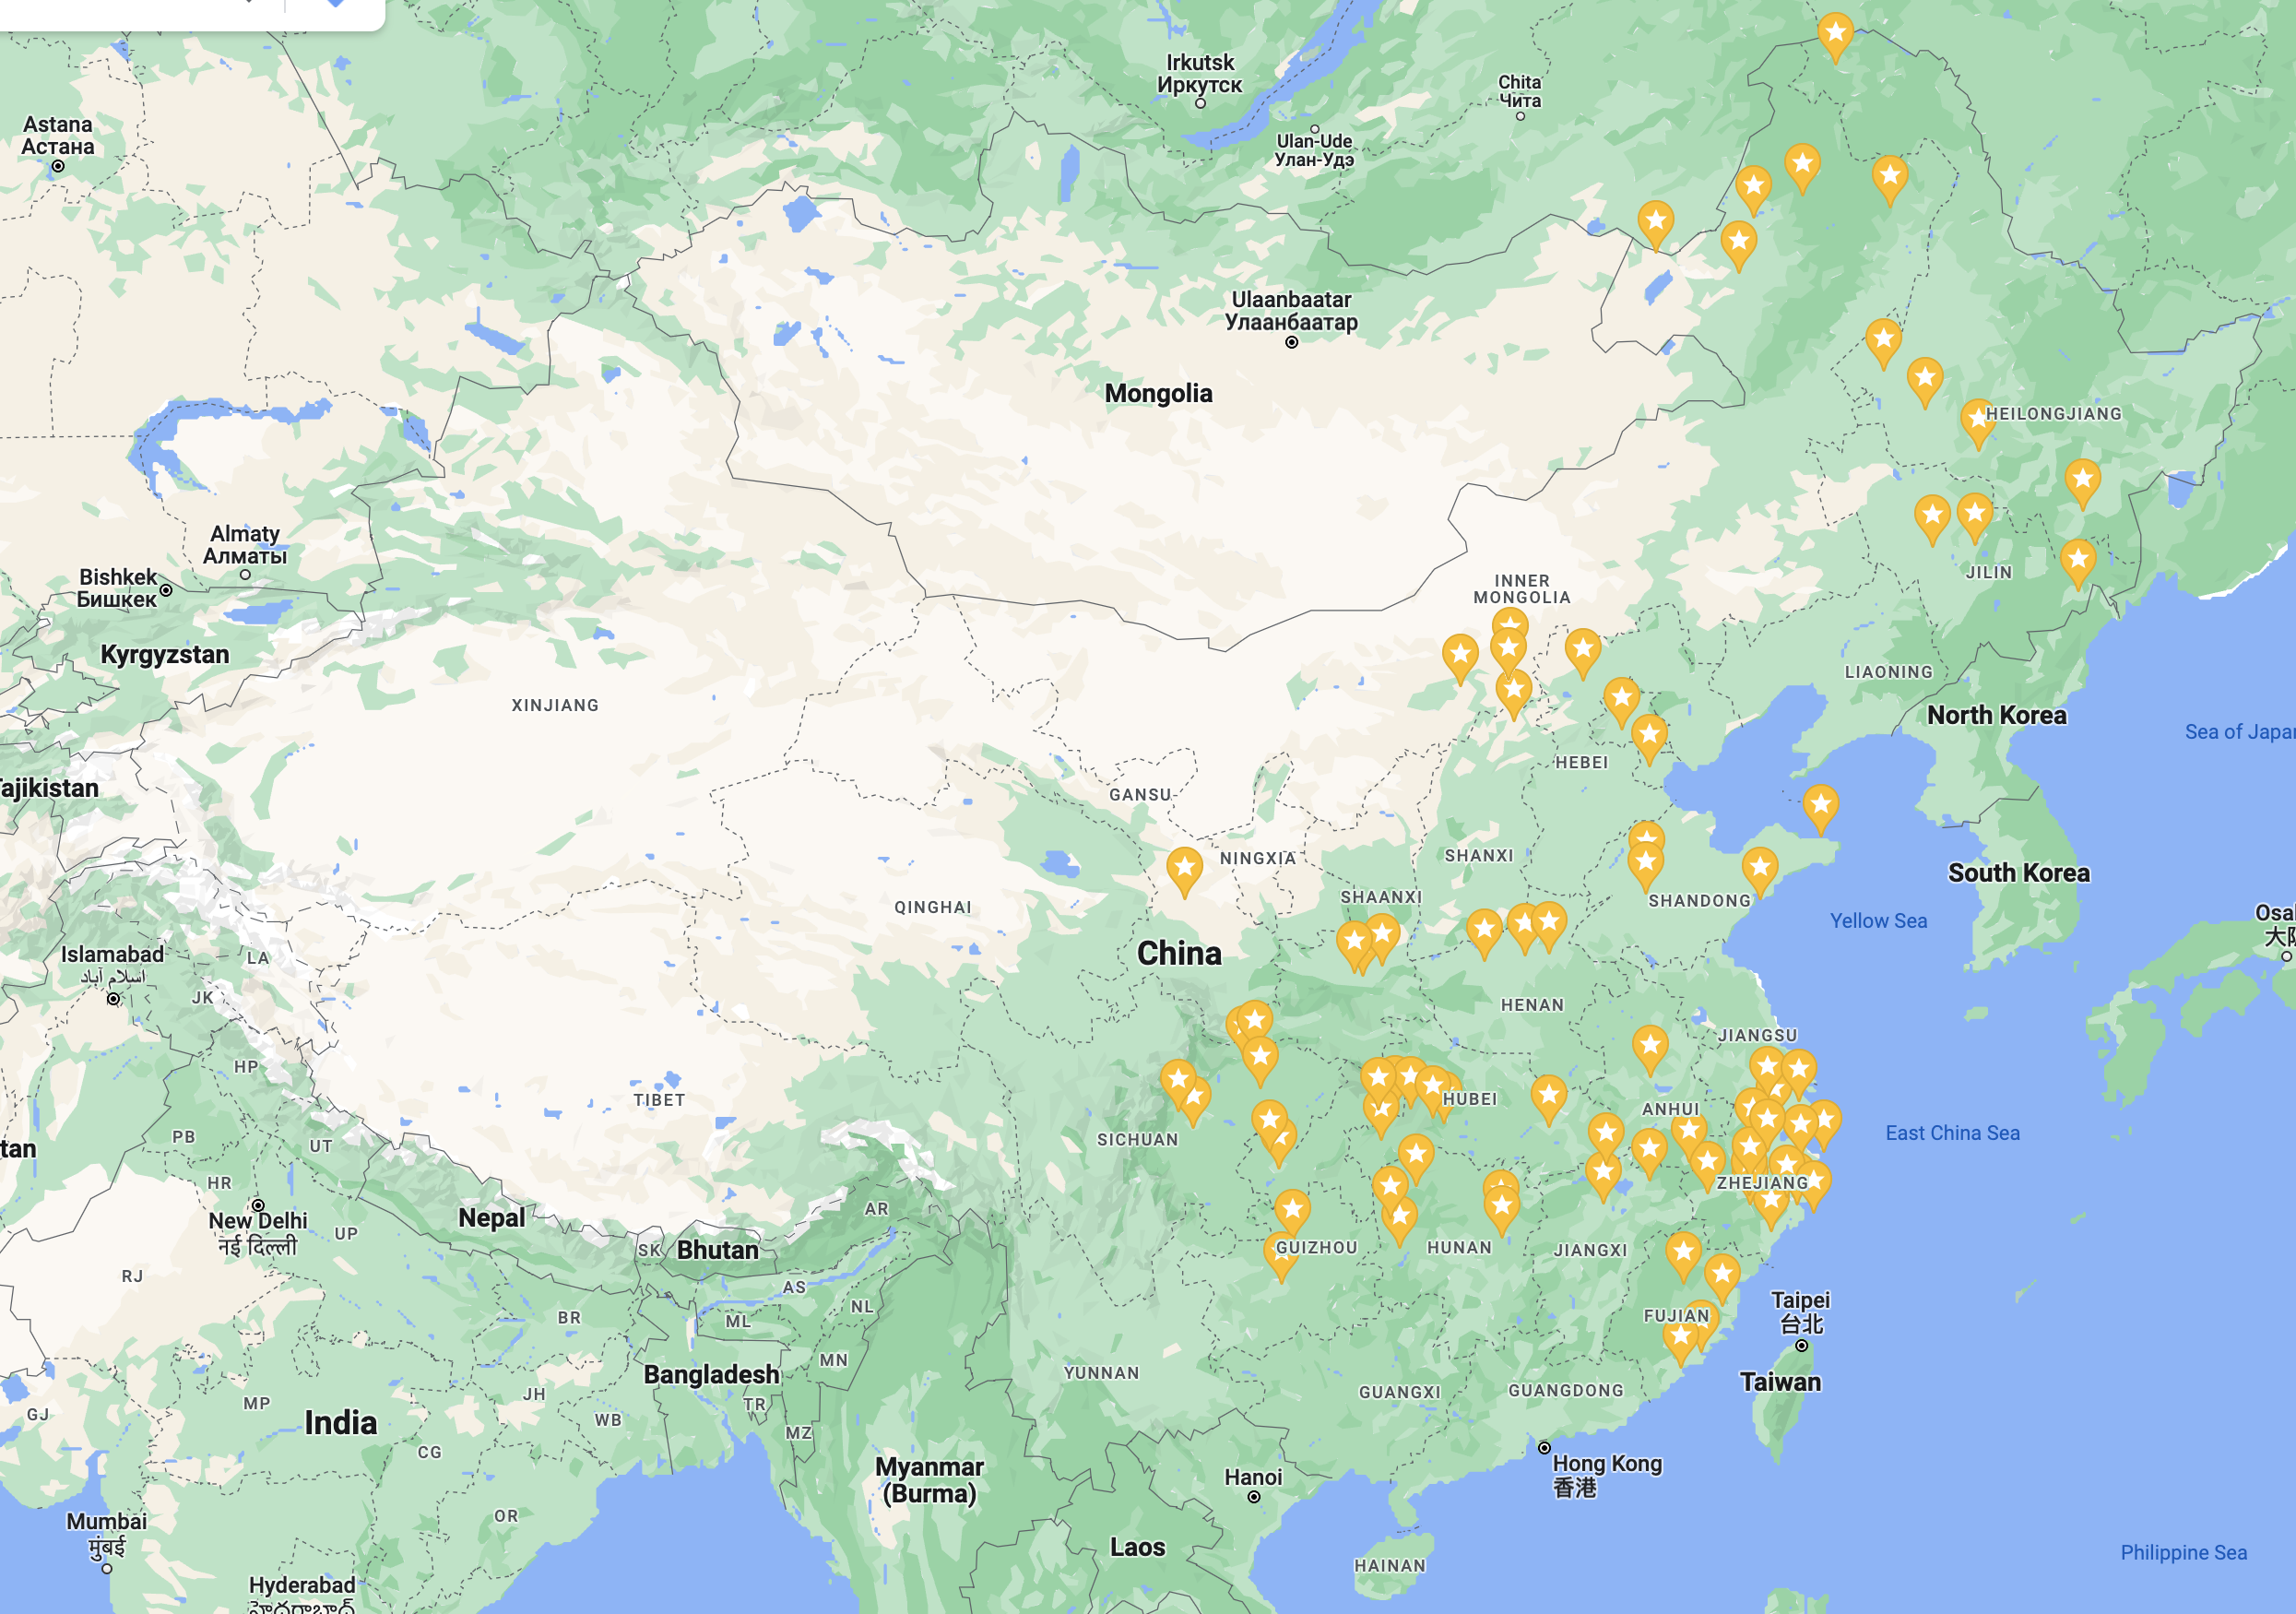 Irkutsk
Иркутск
Chita
Чита
Astana
Астана
Ulan-Ude
Улан-Удэ
Ulaanbaatar
Улаанбаатар
Mongolia
HEILONGJIANG
Almaty
Алматы
Bishkek
Бишкек
JILIN
INNER
MONGOLIA
Kyrgyzstan
LIAONING
XINJIANG
North Korea
Sea of Japan
HEBEI
ajikistan
GANSU
SHANXI
NINGXIA
South Korea
SHAANXI
SHANDONG
QINGHAI
Yellow Sea
Osa
大阪
China
Islamabad
اسلام آباد
LA
JK
HENAN
JIANGSU
HP
TIBET
HUBEI
ANHUI
East China Sea
PB
SICHUAN
UT
tan
HR
ZHEJIANG
New Delhi
नई दिल्ली
UP
Nepal
AR
SK
Bhutan
GUIZHOU
HUNAN
JIANGXI
RJ
AS
NL
BR
ML
FUJIAN
Taipei
台北
MN
Bangladesh
YUNNAN
Taiwan
JH
GUANGXI
GUANGDONG
MP
TR
GJ
India
WB
MZ
CG
Myanmar
(Burma)
Hanoi
Hong Kong
香港
OR
Mumbai
मुंबई
Laos
HAINAN
Philippine Sea
Hyderabad
హైదరాబాద్